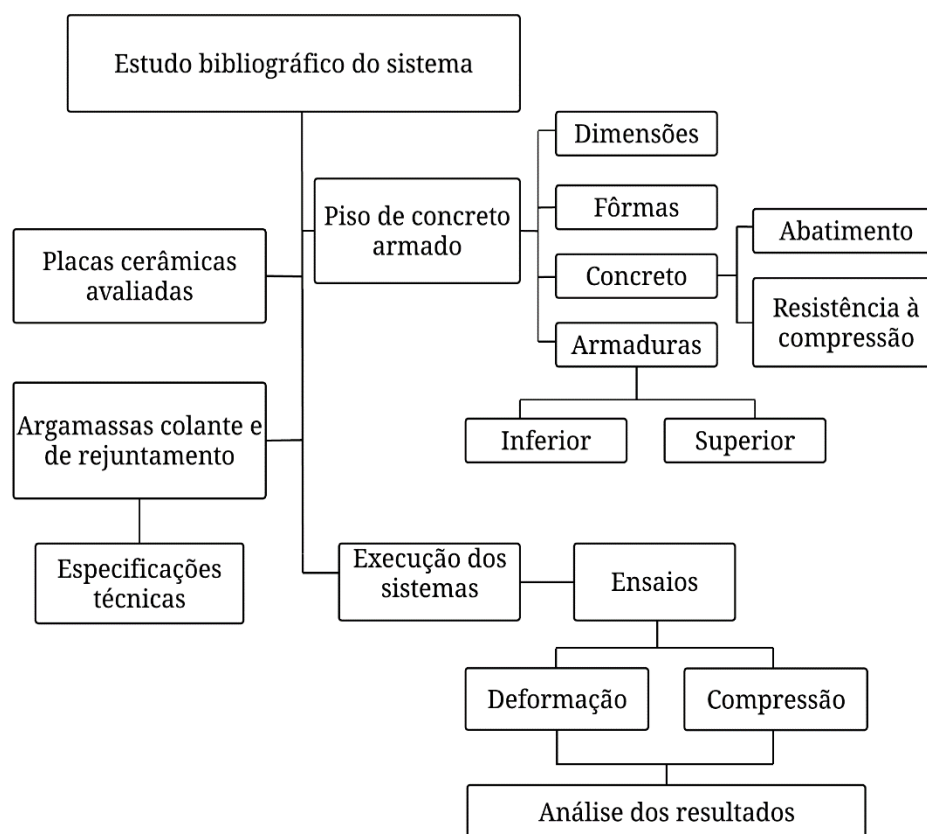 Estudo bibliográfico do sistema
Dimensões
Piso de concreto
armado
Fôrmas
Abatimento
Placas cerâmicas
avaliadas
Concreto
Resistência à
compressão
Armaduras
Argamassas colante e
de rejuntamento
Inferior
Superior
Especificações
técnicas
Execução dos
sistemas
Ensaios
Deformação
Compressão
Análise dos resultados